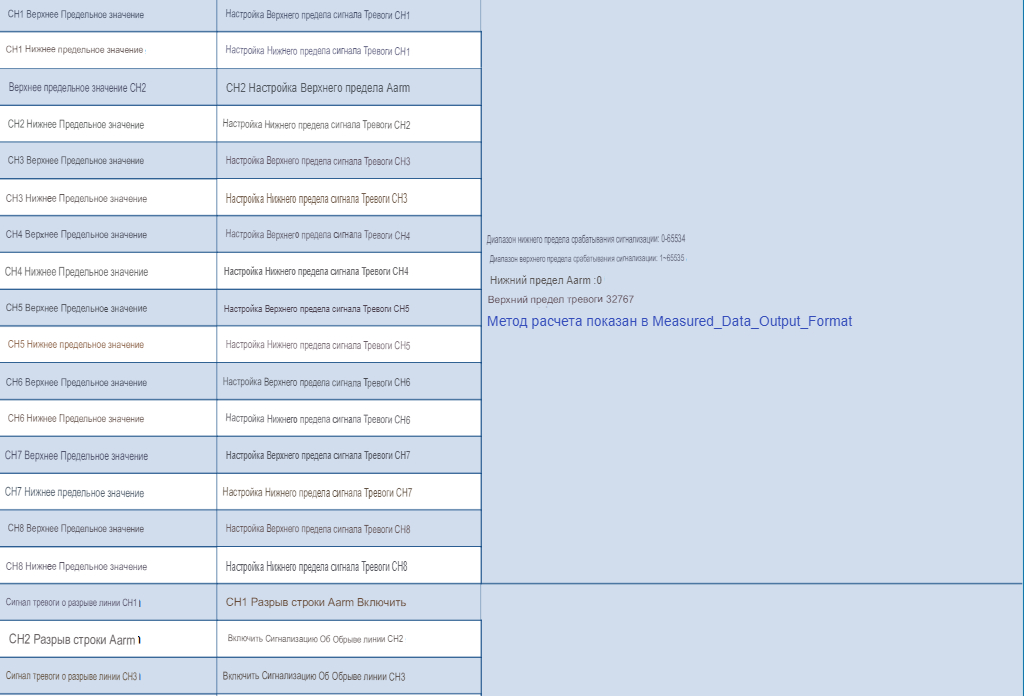 CH1 Верхнее Предельное значение
Настройка Верхнего предела сигнала Тревоги CH1
CH1 Нижнее предельное значение
Настройка Нижнего предела сигнала Тревоги CH1
Верхнее предельное значение CH2
CH2 Настройка Верхнего предела Aarm
CH2 Нижнее Предельное значение
Настройка Нижнего предела сигнала Тревоги CH2
CH3 Верхнее Предельное значение
Настройка Верхнего предела сигнала Тревоги CH3
CH3 Нижнее Предельное значение
Настройка Нижнего предела сигнала Тревоги CH3
CH4 Верхнее Предельное значение
Настройка Верхнего предела сигнала Тревоги CH4
CH4 Нижнее Предельное значение
Настройка Нижнего предела сигнала Тревоги CH4
CH5 Верхнее Предельное значение
Настройка Верхнего предела сигнала Тревоги CH5
CH5 Нижнее предельное значение
Настройка Нижнего предела сигнала Тревоги CH5
CH6 Верхнее Предельное значение
Настройка Верхнего предела сигнала Тревоги CH6
CH6 Нижнее Предельное значение
Настройка Нижнего предела сигнала Тревоги CH6
CH7 Верхнее Предельное значение
Настройка Верхнего предела сигнала Тревоги CH7
CH7 Нижнее предельное значение
Настройка Нижнего предела сигнала Тревоги CH7
CH8 Верхнее Предельное значение
Настройка Верхнего предела сигнала Тревоги CH8
CH8 Нижнее Предельное значение
Настройка Нижнего предела сигнала Тревоги CH8
Диапазон нижнего предела срабатывания сигнализации: 0-65534
Диапазон верхнего предела срабатывания сигнализации: 1~65535
Нижний предел Aarm :0
Верхний предел тревоги 32767
Метод расчета показан в Measured_Data_Output_Format
Сигнал тревоги о разрыве линии CH1
CH1 Разрыв строки Aarm Включить
CH2 Разрыв строки Aarm
Включить Сигнализацию Об Обрыве линии CH2
Сигнал тревоги о разрыве линии CH3
Включить Сигнализацию Об Обрыве линии CH3